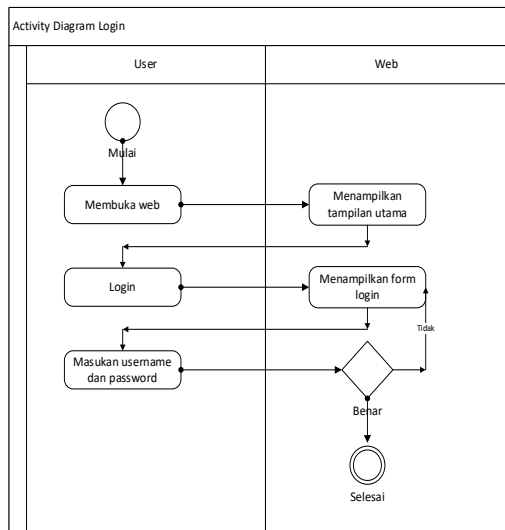 Activity Diagram Login
User
Web
Mulai
Membuka web
Menampilkan
tampilan utama
Login
Menampilkan form
login
Tidak
Masukan username
dan password
Benar
Selesai